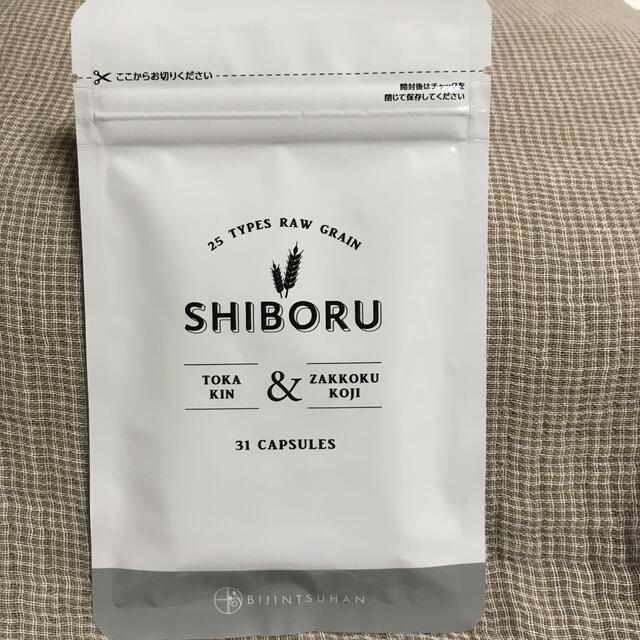 ここからお切りください
開封後はチャックを
閉じて保存してください
25 TYPES RAW GRAIN
SHIBORU
TOKA
KIN
&
ZAKKOKU
KOJI
31 CAPSULES
BIJINTSUHAN